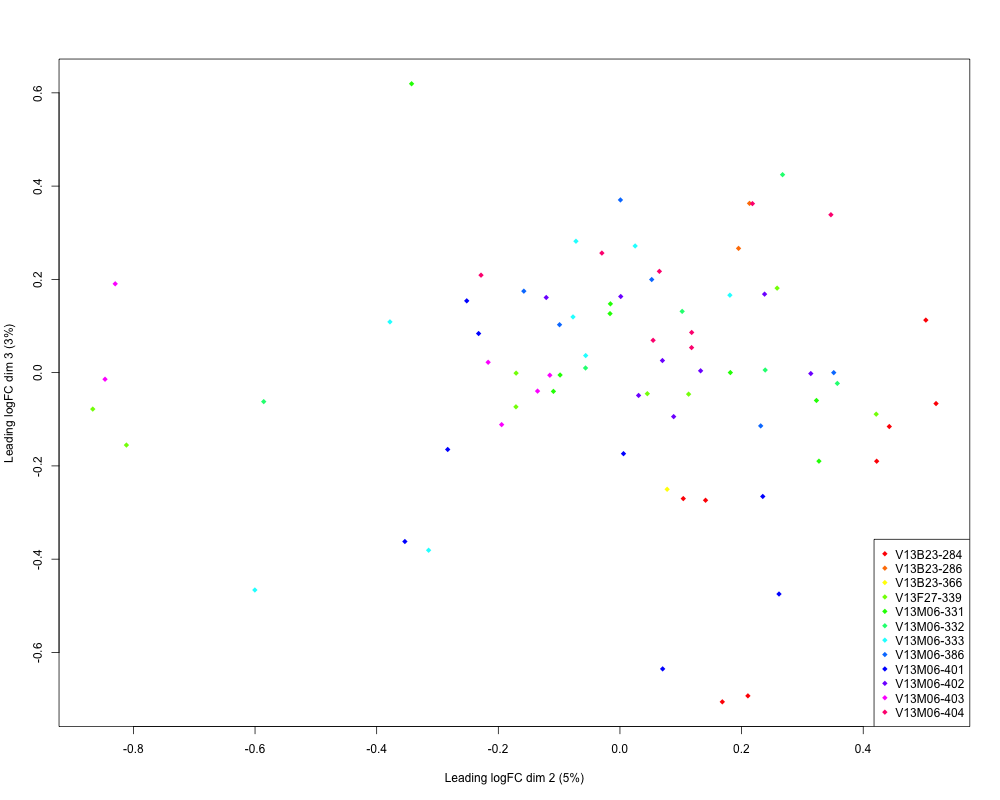 0.6
0.4
0.2
0.0
-0.2
-0.4
-0.6
Leading logFC dim 3 (3%)
V13B23-284
V13B23-286
V13B23-366
V13F27-339
V13M06-331
V13M06-332
V13M06-333
V13M06-386
V13M06-401
V13M06-402
V13M06-403
V13M06-404
-0.8 -0.6 -0.4 -0.2 0.0 0.2 0.4
Leading logFC dim 2 (5%)